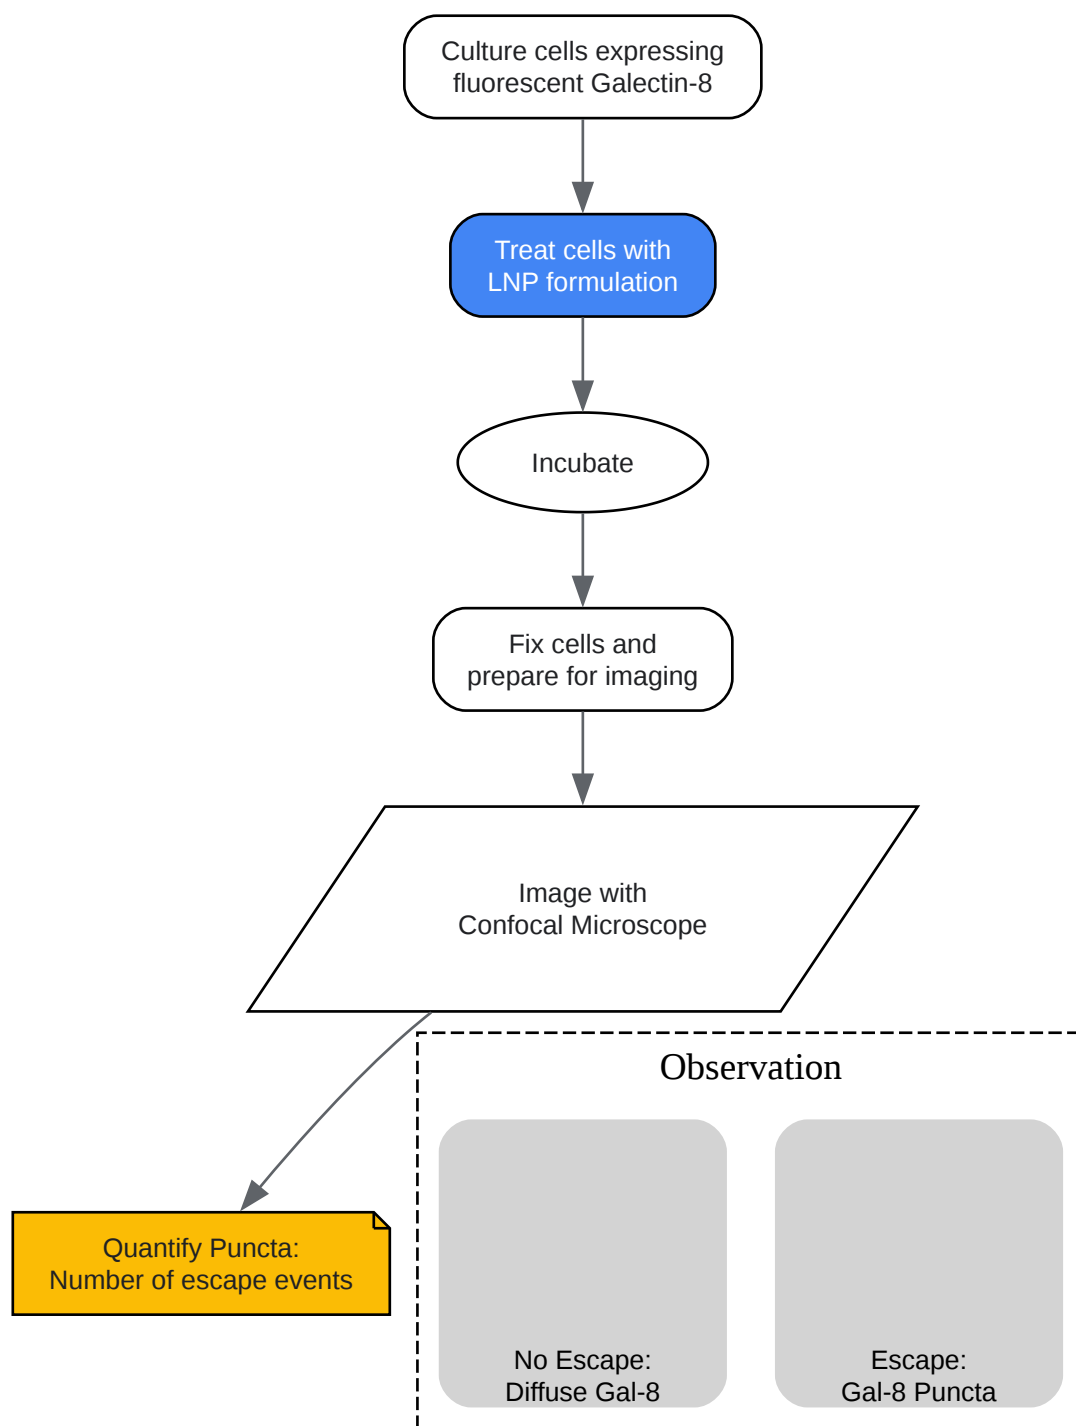 Culture cells expressing
fluorescent Galectin-8
Treat cells with
LNP formulation
Incubate
Fix cells and
prepare for imaging
Image with
Confocal Microscope
Observation
Quantify Puncta:
Number of escape events
No Escape:
Diffuse Gal-8
Escape:
Gal-8 Puncta